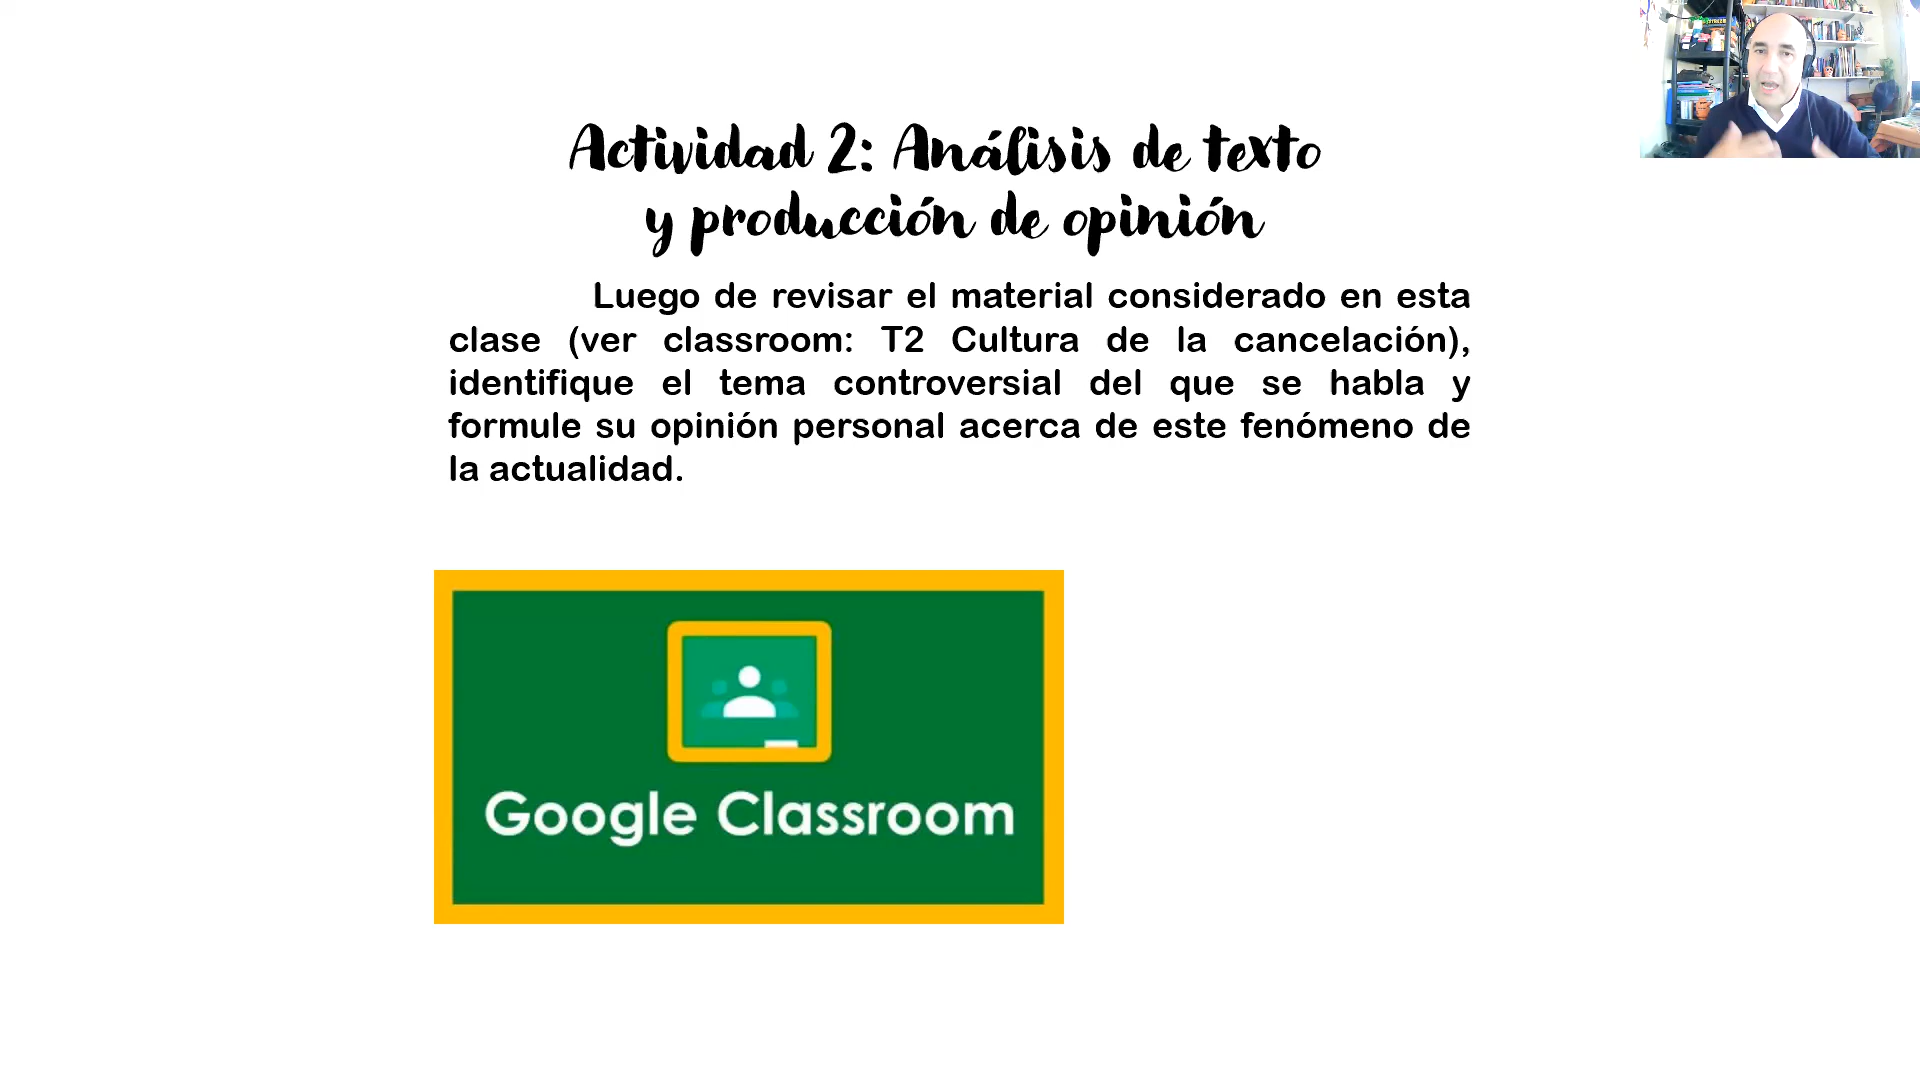 Actividad 2: Análisis de texto
y producción de opinión
Luego de revisar el material considerado en esta
clase (ver classroom: T2 Cultura de la cancelación),
identifique el tema controversial del que se habla y
formule su opinión personal acerca de este fenómeno de
la actualidad.
Google Classroom